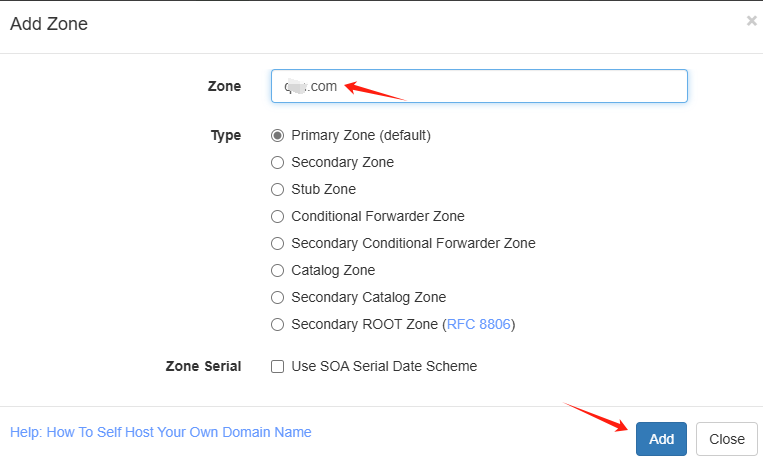 Add Zone
×
Zone
.com
Type
Primary Zone (default)
Secondary Zone
Stub Zone
Conditional Forwarder Zone
Secondary Conditional Forwarder Zone
Catalog Zone
Secondary Catalog Zone
Secondary ROOT Zone (RFC 8806)
Zone Serial
Use SOA Serial Date Scheme
Help: How To Self Host Your Own Domain Name
Add
Close